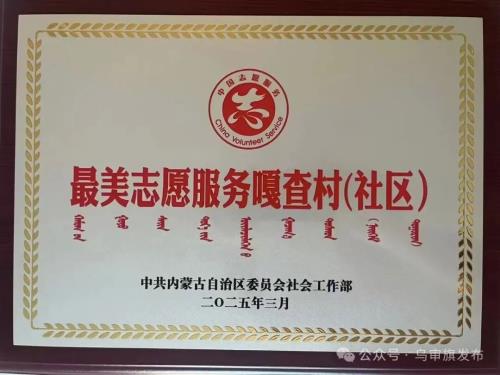 中国志愿服务
China Volunteer Service
最美志愿服务嘎查村(社区)
中共内蒙古自治区委员会社会工作部
二〇二五年三月
公众号·乌审旗发布